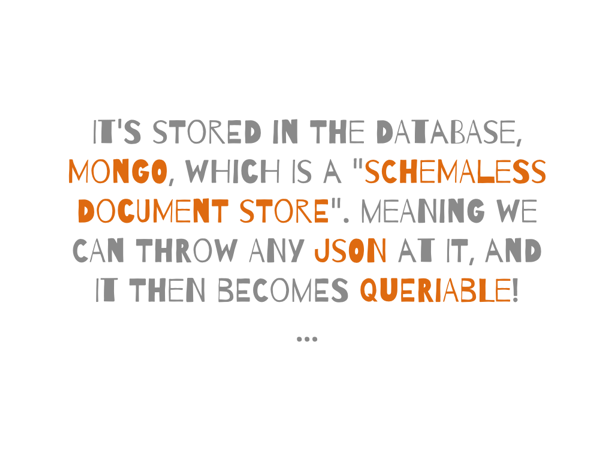 IT'S STORED IN THE DATABASE,
MONGO, WHICH IS A "SCHEMALESS
DOCUMENT STORE". MEANING WE
CAN THROW ANY JSON AT IT, AND
IT THEN BECOMES QUERIABLE!
...